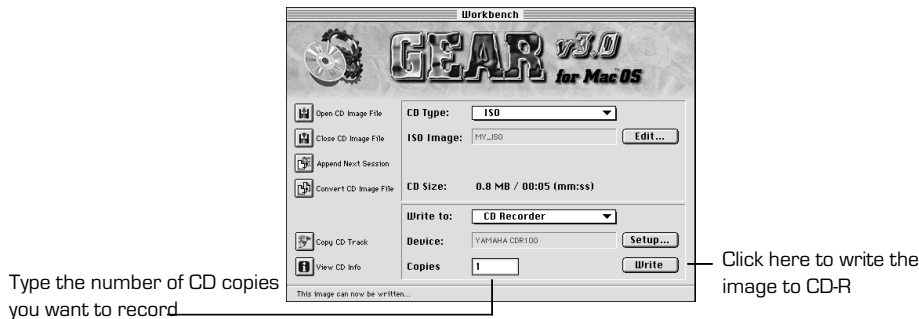 Workbench
GEAR v3.0
for Mac OS
Open CD Image File
Close CD Image File
Append Next Session
Convert CD Image File
Copy CD Track
View CD Info
CD Type: ISO
ISO Image: MY_ISO Edit...
CD Size: 0.8 MB / 00:05 (mm:ss)
Write to: CD Recorder
Device: YAMAHA CDR100 Setup...
Copies 1 Write
This image can now be written...
Type the number of CD copies
you want to record
Click here to write the
image to CD-R